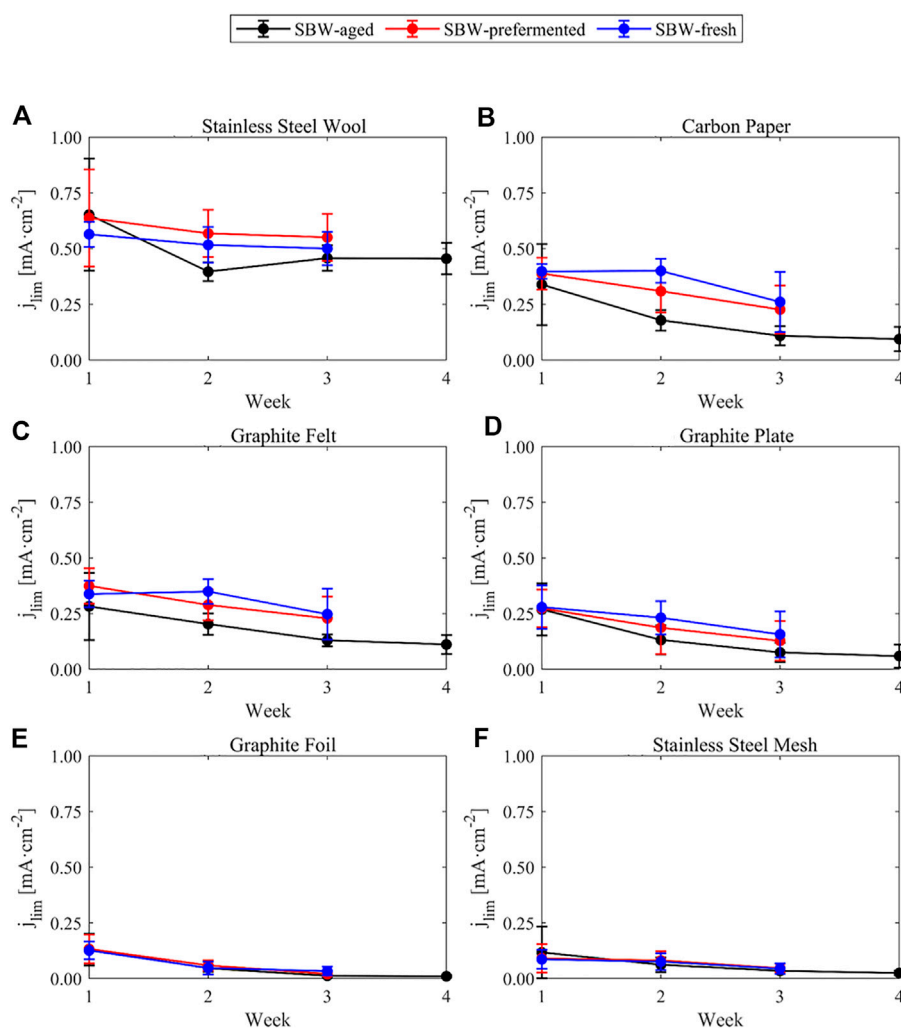 SBW-aged SBW-prefermented SBW-fresh
A
Stainless Steel Wool
1.00
0.75
0.50
0.25
0.00
j_lim [mA·cm⁻²]
1 2 3 4
Week
B
Carbon Paper
1.00
0.75
0.50
0.25
0.00
j_lim [mA·cm⁻²]
1 2 3 4
Week
C
Graphite Felt
1.00
0.75
0.50
0.25
0.00
j_lim [mA·cm⁻²]
1 2 3 4
Week
D
Graphite Plate
1.00
0.75
0.50
0.25
0.00
j_lim [mA·cm⁻²]
1 2 3 4
Week
E
Graphite Foil
1.00
0.75
0.50
0.25
0.00
j_lim [mA·cm⁻²]
1 2 3 4
Week
F
Stainless Steel Mesh
1.00
0.75
0.50
0.25
0.00
j_lim [mA·cm⁻²]
1 2 3 4
Week